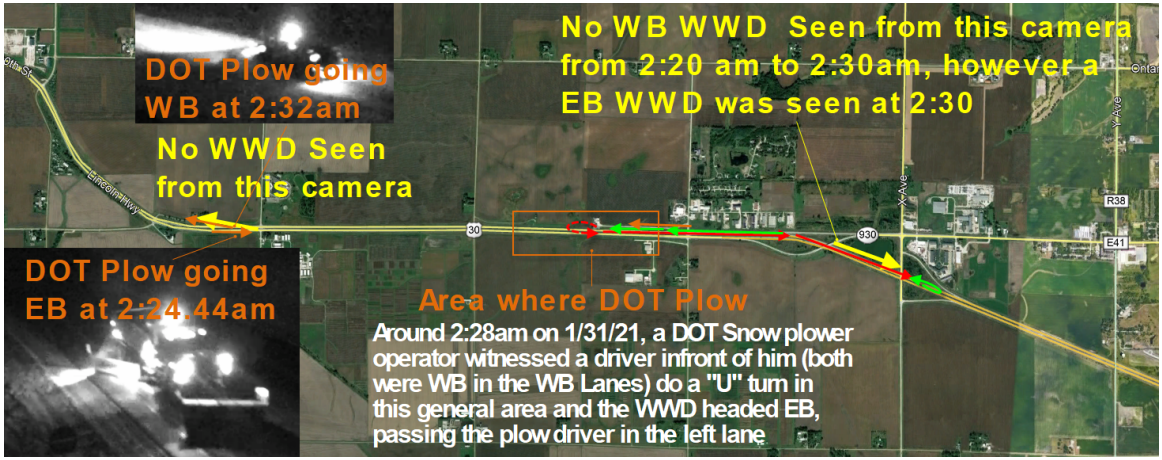 DOT Plow going
WB at 2:32am
No WB WWD Seen from this camera
from 2:20 am to 2:30am, however a
EB WWD was seen at 2:30
No WWD Seen
from this camera
Lincoln Hwy
30
930
X Ave
Y Ave
R38
E41
DOT Plow going
EB at 2:24.44am
Area where DOT Plow
Around 2:28am on 1/31/21, a DOT Snow plower
operator witnessed a driver infront of him (both
were WB in the WB Lanes) do a "U" turn in
this general area and the WWD headed EB,
passing the plow driver in the left lane